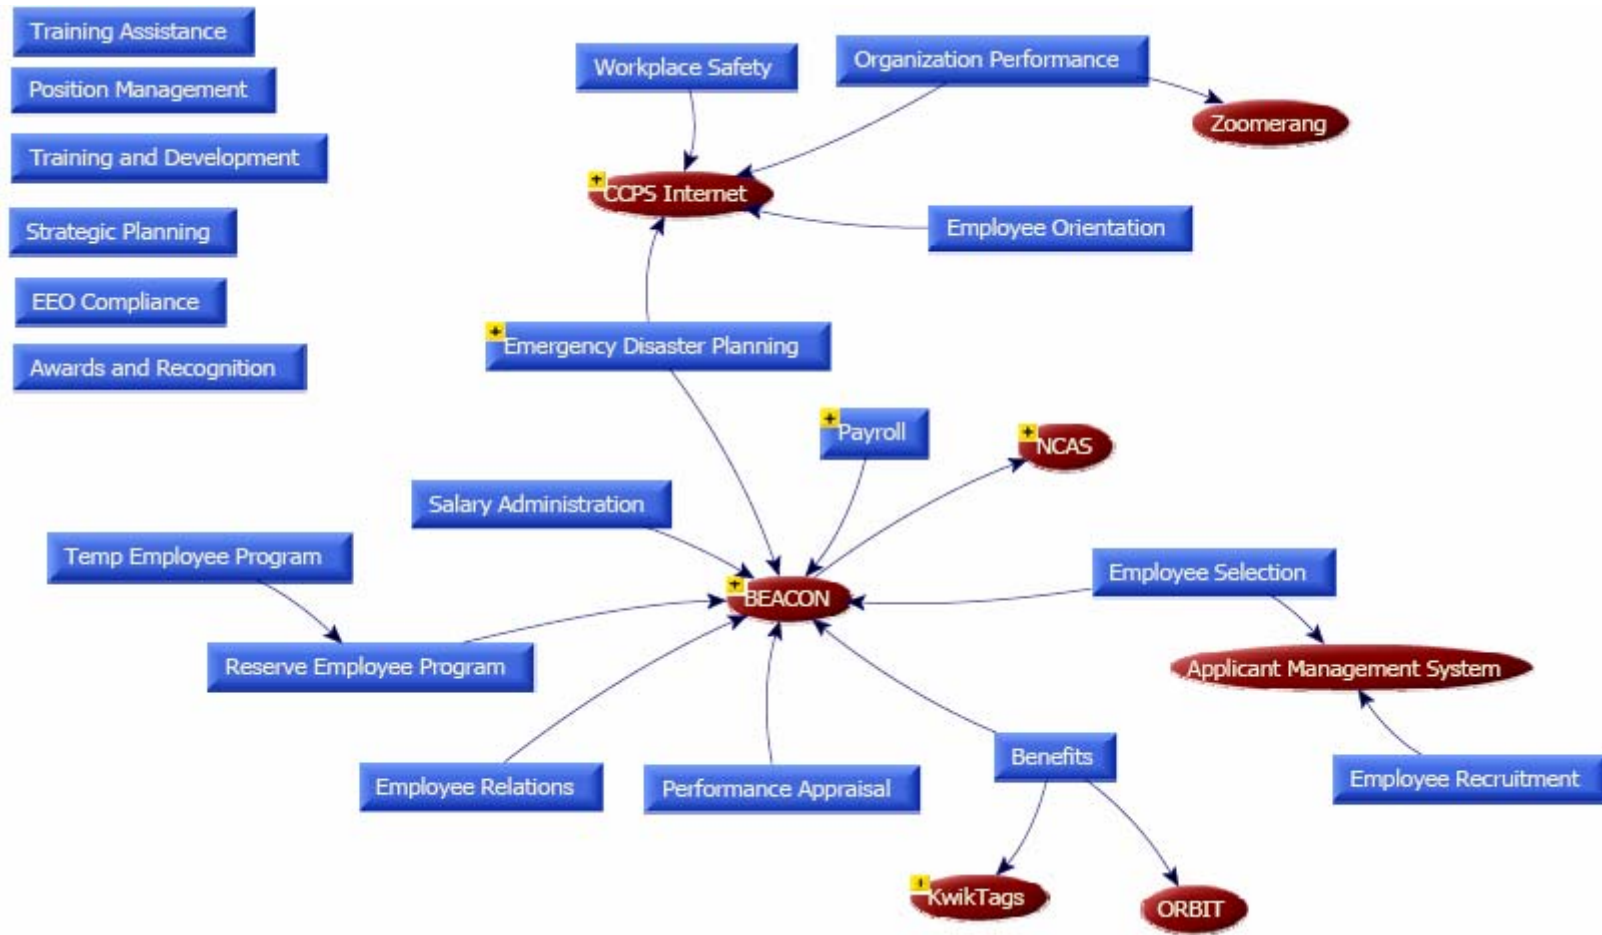 Training Assistance
Position Management
Training and Development
Strategic Planning
EEO Compliance
Awards and Recognition
Workplace Safety
Organization Performance
Zoomerang
+
CCPS Internet
Employee Orientation
+
Emergency Disaster Planning
+
Payroll
+
NCAS
Salary Administration
Temp Employee Program
Employee Selection
+
BEACON
Reserve Employee Program
Applicant Management System
Benefits
Employee Relations
Performance Appraisal
Employee Recruitment
+
KwikTags
ORBIT